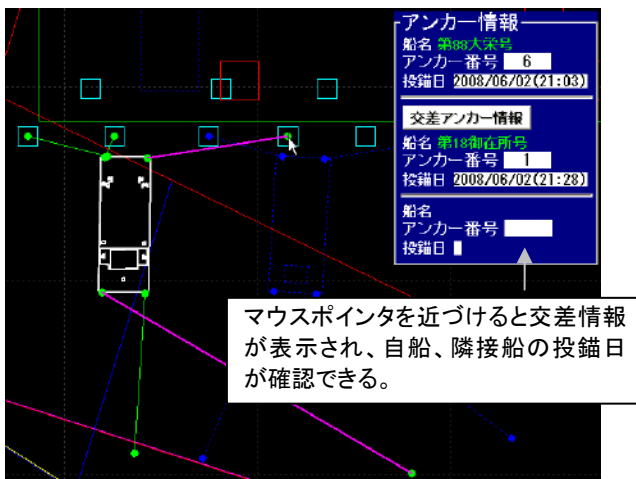 アンカー情報
船名 第88大栄号
アンカー番号 6
投錨日 2008/06/02(21:03)
交差アンカー情報
船名 第18御在所号
アンカー番号 1
投錨日 2008/06/02(21:28)
船名
アンカー番号
投錨日
マウスポインタを近づけると交差情報
が表示され、自船、隣接船の投錨日
が確認できる。